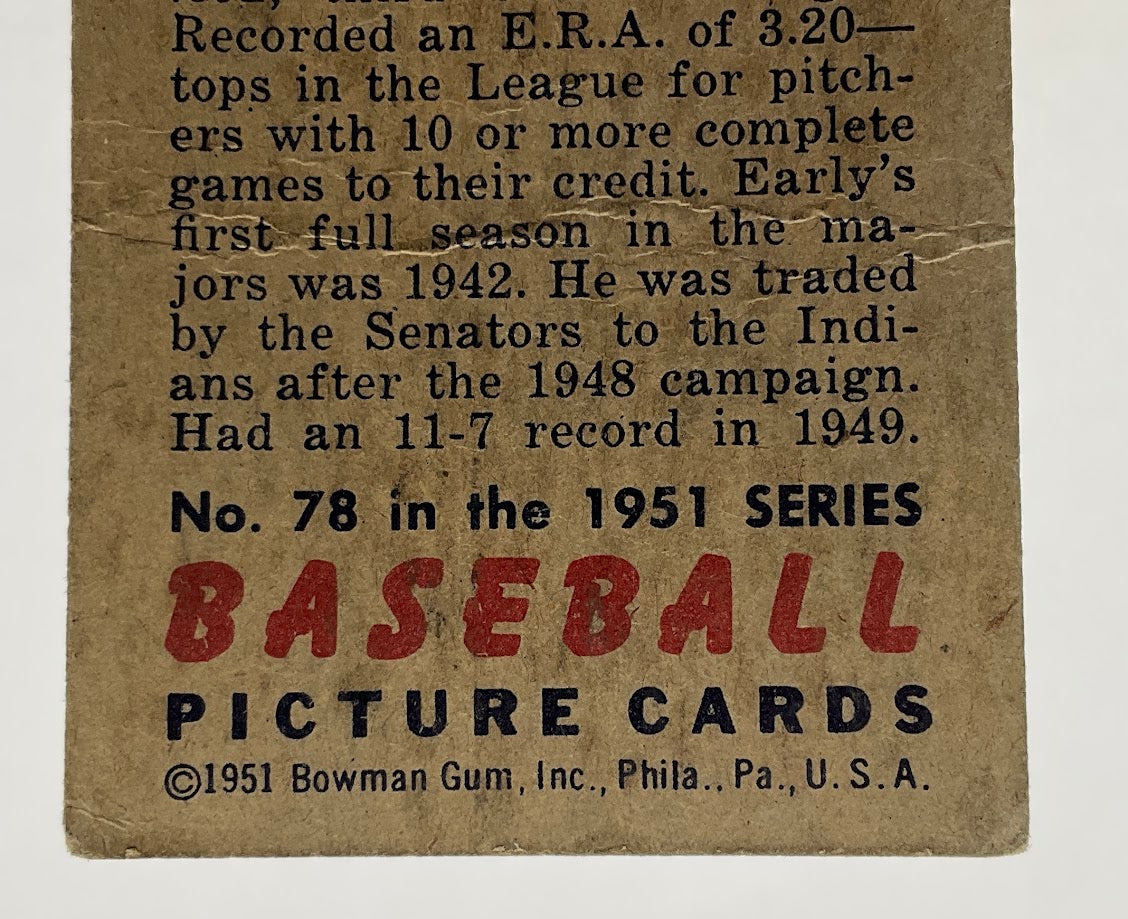 Recorded an E.R.A. of 3.20—
tops in the League for pitch-
ers with 10 or more complete
games to their credit. Early's
first full season in the ma-
jors was 1942. He was traded
by the Senators to the Indi-
ans after the 1948 campaign.
Had an 11-7 record in 1949.
No. 78 in the 1951 SERIES
BASEBALL
PICTURE CARDS
©1951 Bowman Gum, Inc., Phila., Pa., U. S. A.